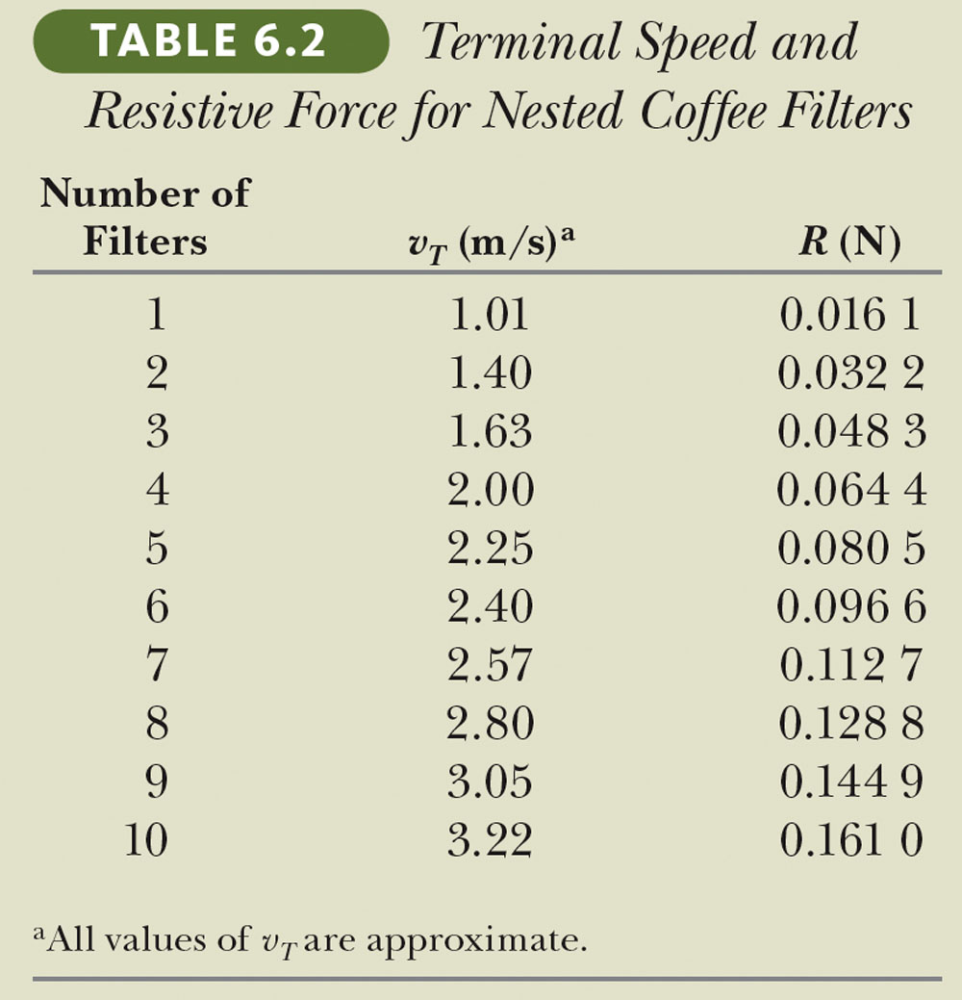 TABLE 6.2 Terminal Speed and
Resistive Force for Nested Coffee Filters
Number of
Filters v_T (m/s)ᵃ R (N)
1 1.01 0.016 1
2 1.40 0.032 2
3 1.63 0.048 3
4 2.00 0.064 4
5 2.25 0.080 5
6 2.40 0.096 6
7 2.57 0.112 7
8 2.80 0.128 8
9 3.05 0.144 9
10 3.22 0.161 0
ᵃAll values of v_T are approximate.